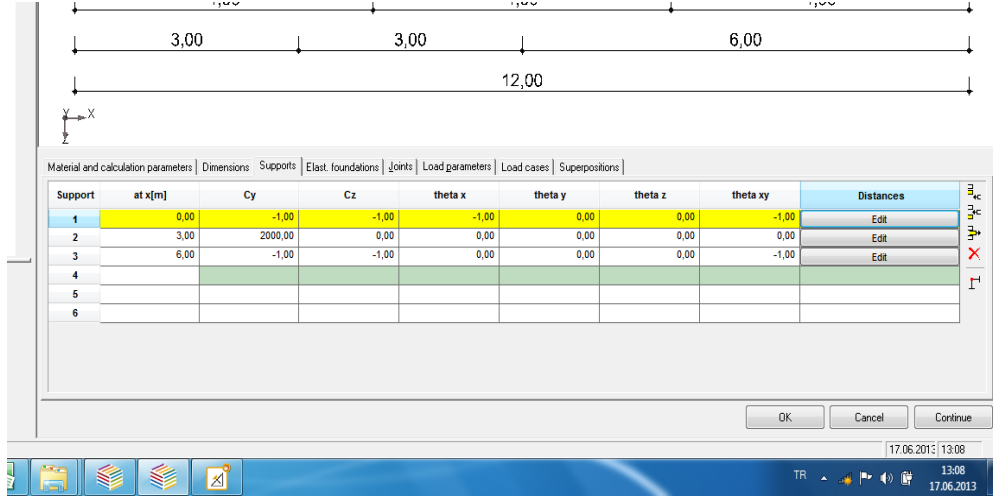 3,00 3,00 6,00
12,00
Y X
Z
Material and calculation parameters Dimensions Supports Elast. foundations Joints Load parameters Load cases Superpositions
Support at x[m] Cy Cz theta x theta y theta z theta xy Distances
1 0,00 -1,00 -1,00 -1,00 0,00 0,00 -1,00 Edit
2 3,00 2000,00 0,00 0,00 0,00 0,00 0,00 Edit
3 6,00 -1,00 -1,00 0,00 0,00 0,00 -1,00 Edit
4
5
6
OK Cancel Continue
17.06.2013 13:08
TR 13:08
17.06.2013